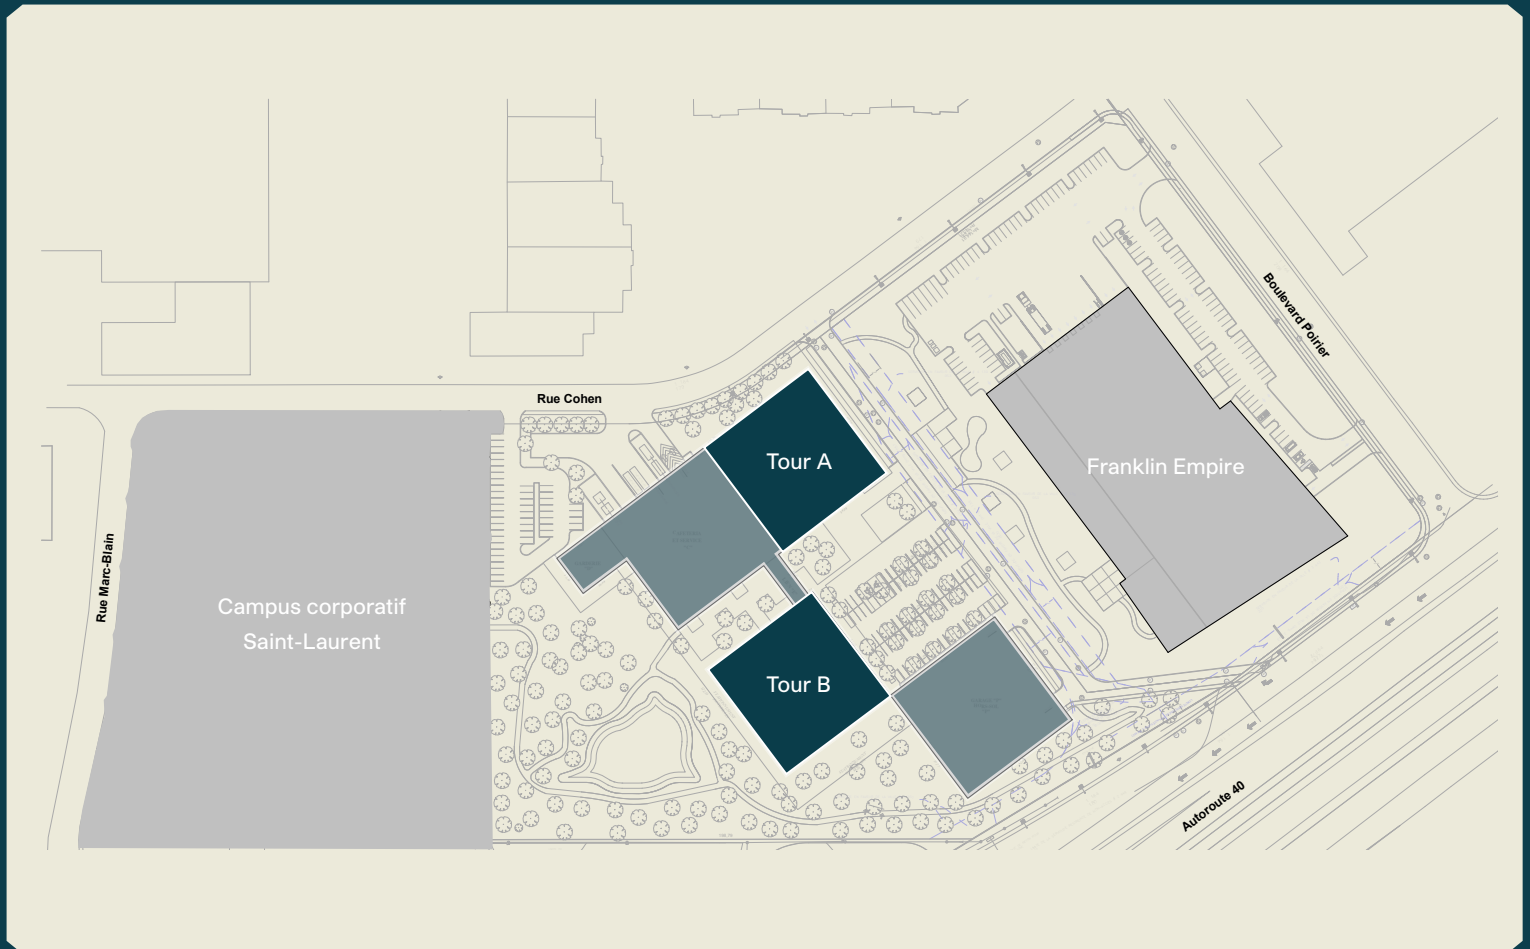 Rue Cohen
Boulevard Poirier
Tour A
Franklin Empire
Rue Marc-Blain
Campus corporatif
Saint-Laurent
Tour B
Autoroute 40